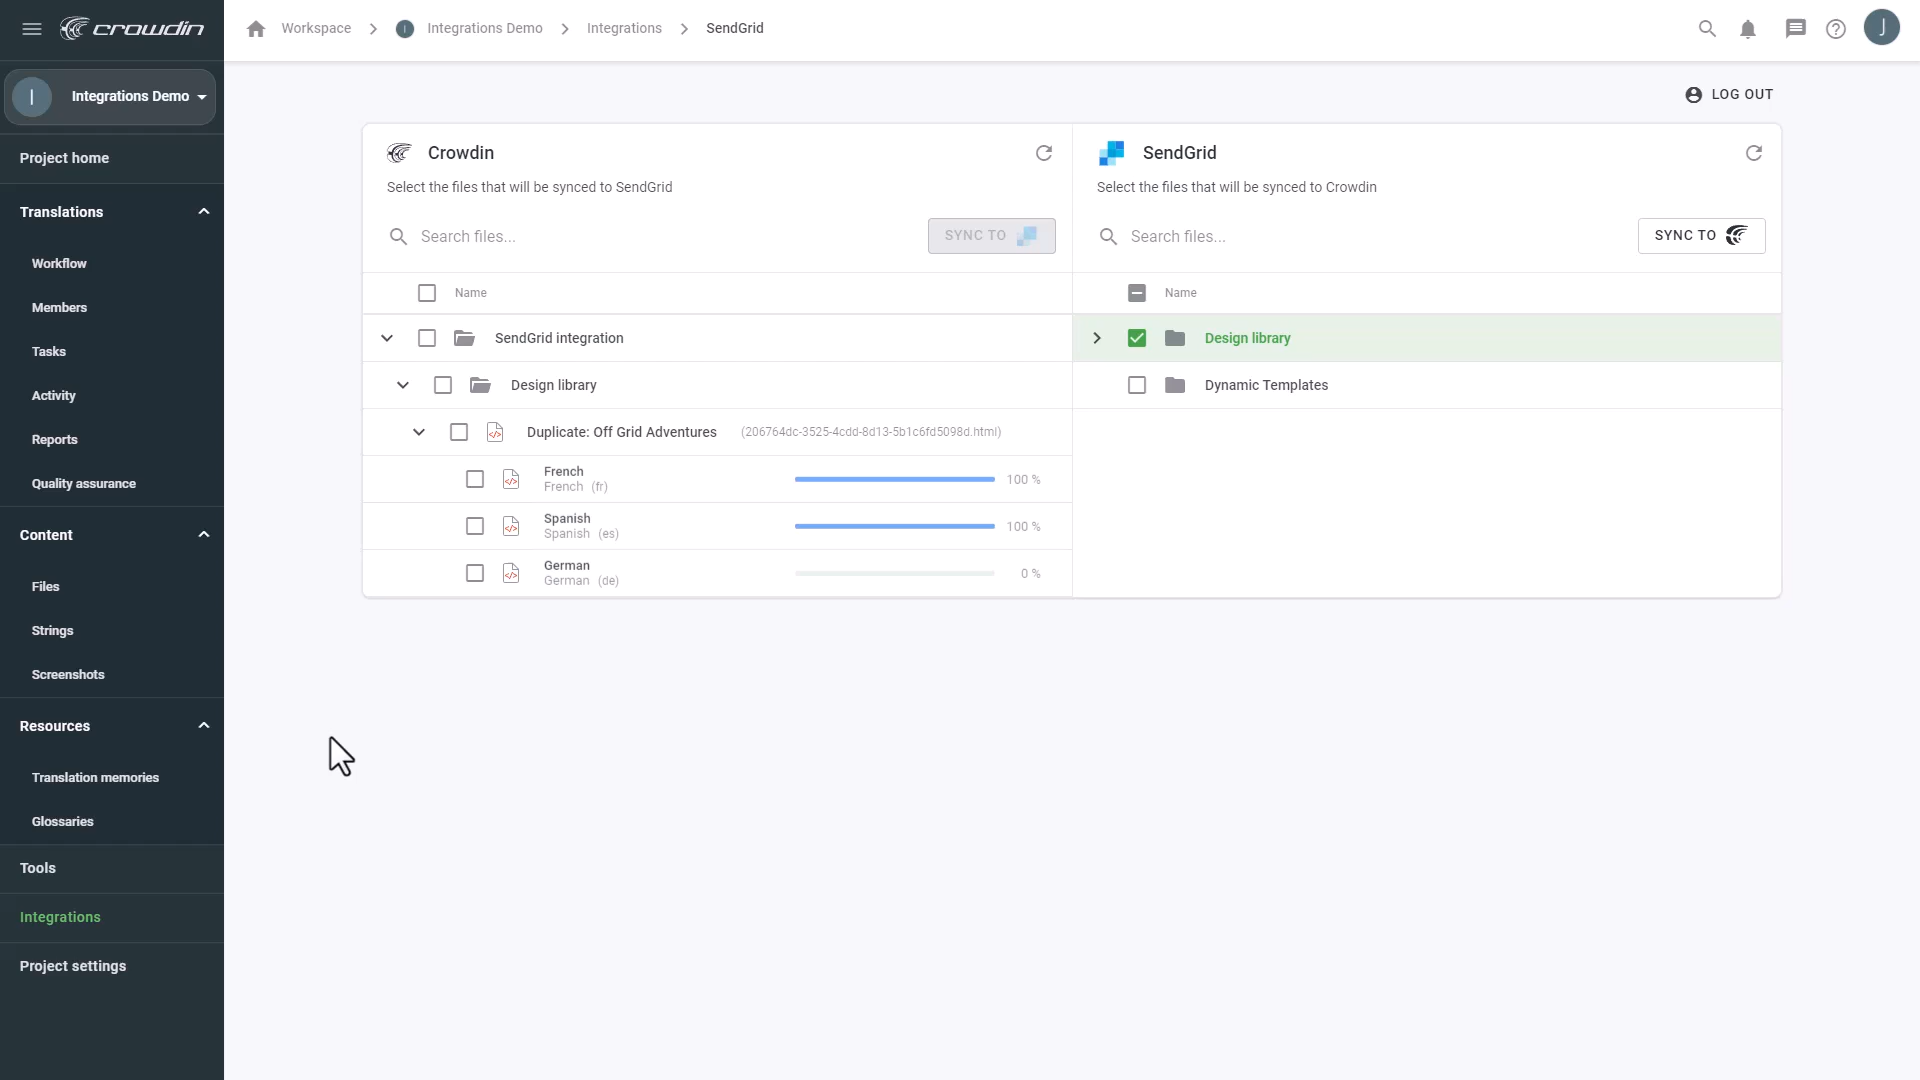 crowdin
Workspace
I
Integrations Demo
Integrations
SendGrid
J
I
Integrations Demo
LOG OUT
Project home
Translations
Workflow
Members
Tasks
Activity
Reports
Quality assurance
Content
Files
Strings
Screenshots
Resources
Translation memories
Glossaries
Tools
Integrations
Project settings
Crowdin
Select the files that will be synced to SendGrid
Search files...
SYNC TO
Name
SendGrid integration
Design library
Duplicate: Off Grid Adventures (206764dc-3525-4cdd-8d13-5b1c6fd5098d.html)
French
French (fr)
100 %
Spanish
Spanish (es)
100 %
German
German (de)
0 %
SendGrid
Select the files that will be synced to Crowdin
Search files...
SYNC TO
Name
Design library
Dynamic Templates